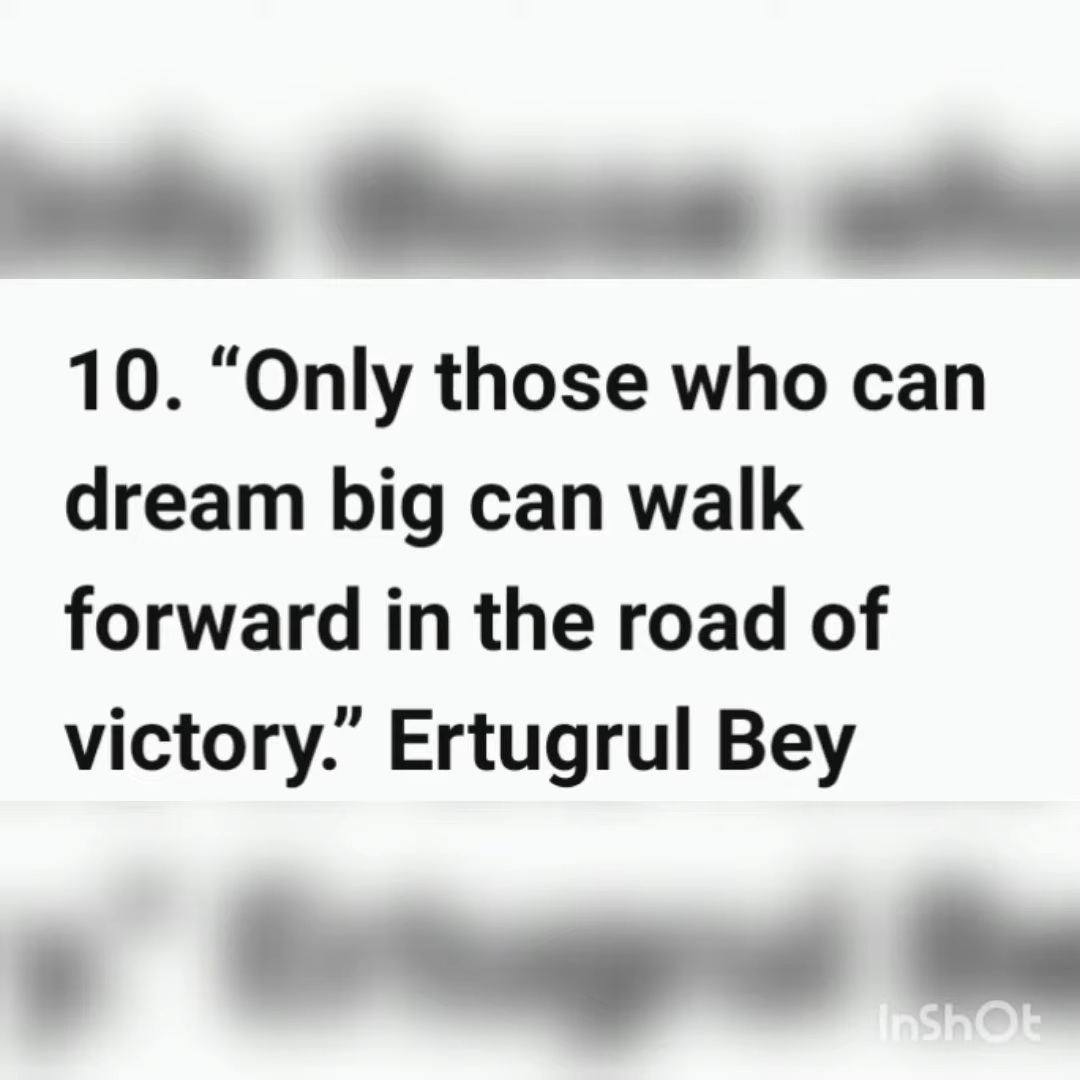 10. “Only those who can
dream big can walk
forward in the road of
victory.” Ertugrul Bey
InShOt